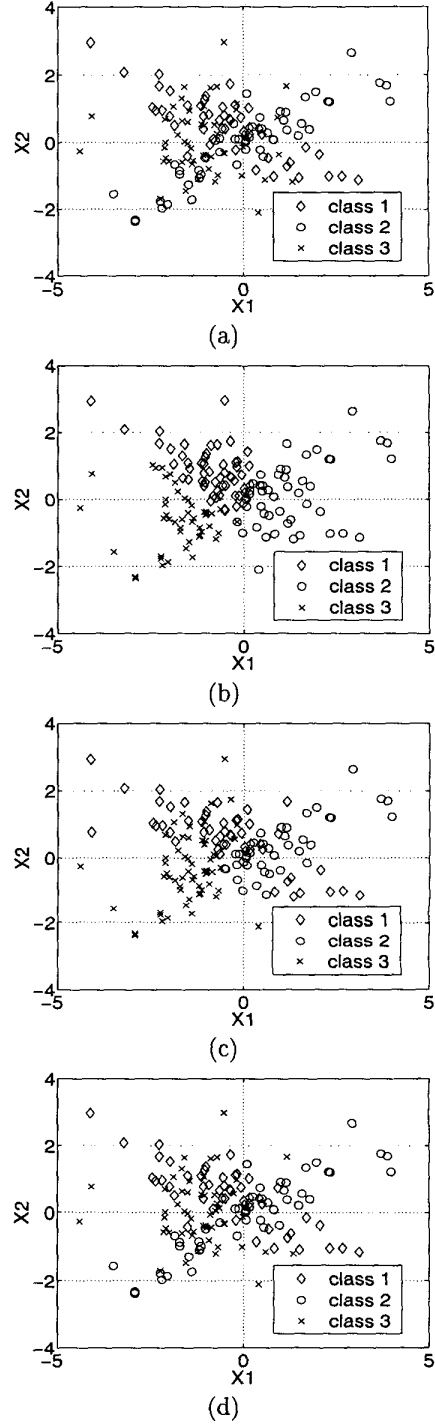 4
2
X2
0
−2
◇ class 1
○ class 2
× class 3
−4
−5 0 5
X1
(a)
4
2
X2
0
−2
◇ class 1
○ class 2
× class 3
−4
−5 0 5
X1
(b)
4
2
X2
0
−2
◇ class 1
○ class 2
× class 3
−4
−5 0 5
X1
(c)
4
2
X2
0
−2
◇ class 1
○ class 2
× class 3
−4
−5 0 5
X1
(d)